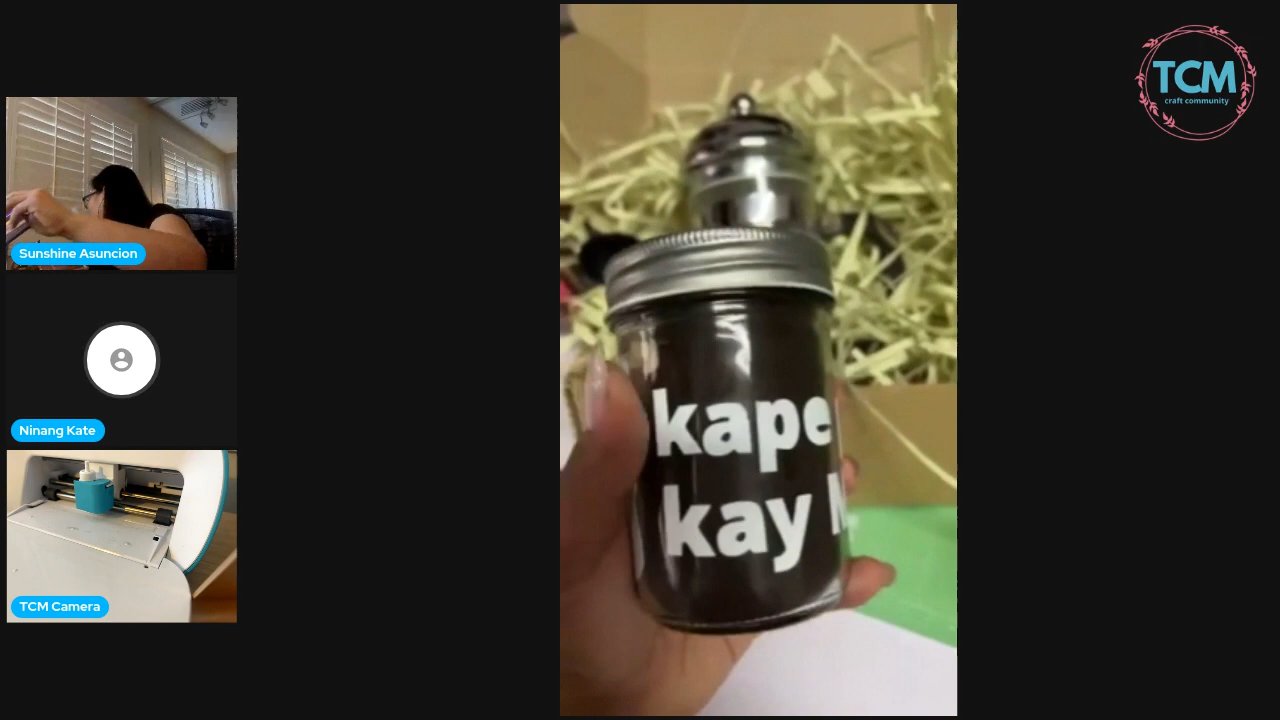 TCM
craft community
Sunshine Asuncion
Ninang Kate
TCM Camera
kape
kay